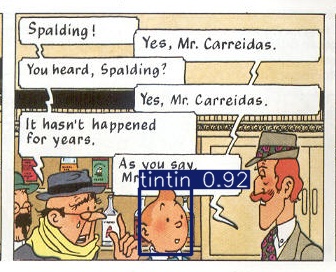 Spalding!
Yes, Mr. Carreidas.
You heard, Spalding?
Yes, Mr. Carreidas.
It hasn't happened
for years.
As you say,
Mr
tintin 0.92